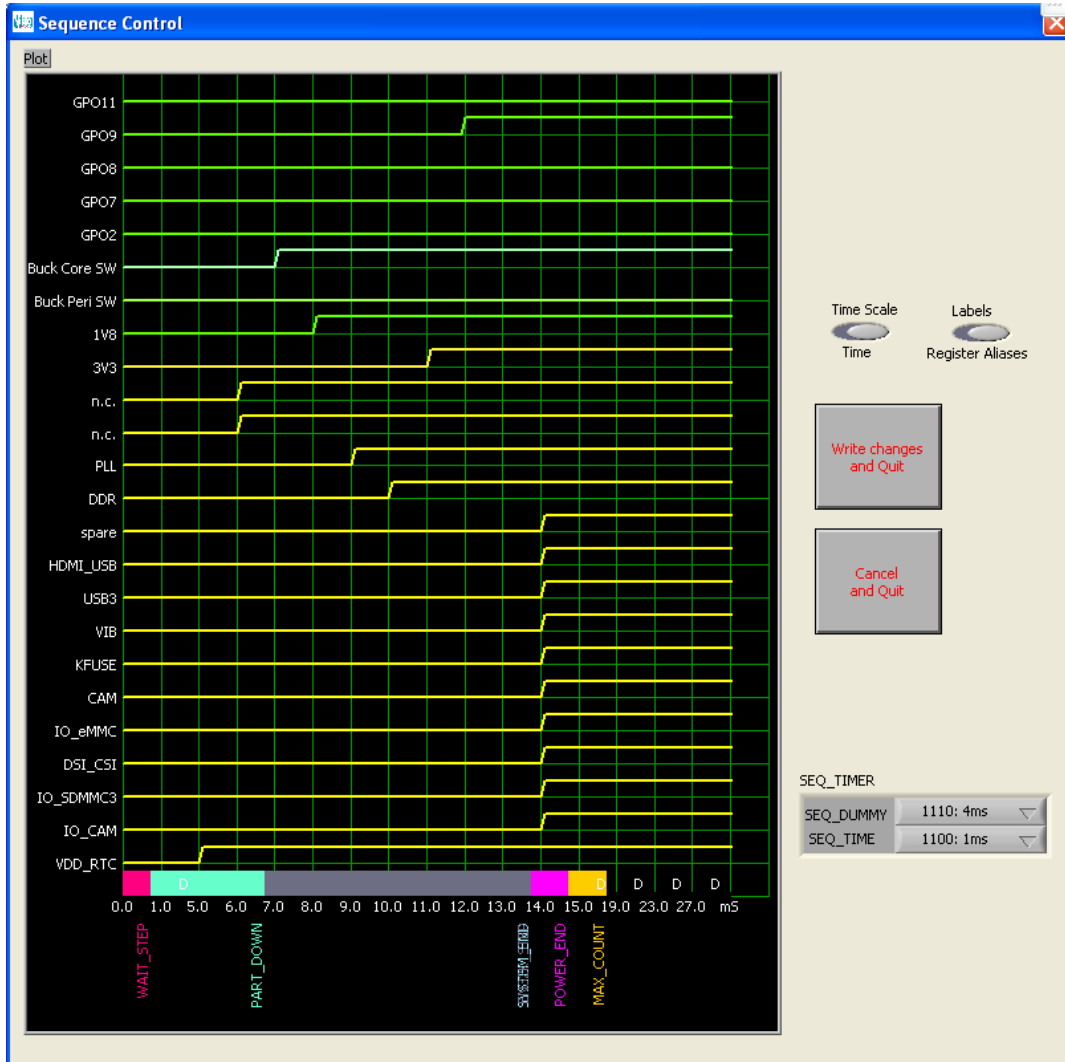 Sequence Control
Plot
GPO11
GPO9
GPO8
GPO7
GPO2
Buck Core SW
Buck Peri SW
1V8
3V3
n.c.
n.c.
PLL
DDR
spare
HDMI_USB
USB3
VIB
KFUSE
CAM
IO_eMMC
DSI_CSI
IO_SDMMC3
IO_CAM
VDD_RTC
D D D D D
0.0 1.0 5.0 6.0 7.0 8.0 9.0 10.0 11.0 12.0 13.0 14.0 15.0 19.0 23.0 27.0 mS
WAIT_STEP
PART_DOWN
POWER_END
MAX_COUNT
Time Scale
Time
Labels
Register Aliases
Write changes
and Quit
Cancel
and Quit
SEQ_TIMER
SEQ_DUMMY 1110: 4ms
SEQ_TIME 1100: 1ms